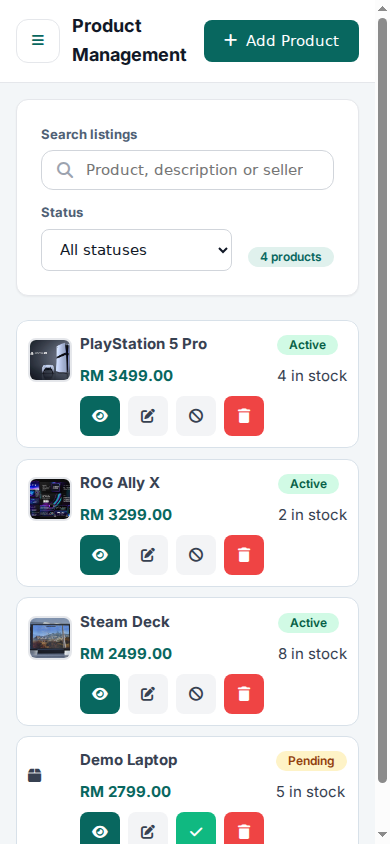 Product
Management
Add Product
Search listings
Product, description or seller
Status
All statuses
4 products
PlayStation 5 Pro
Active
RM 3499.00
4 in stock
ROG Ally X
Active
RM 3299.00
2 in stock
Steam Deck
Active
RM 2499.00
8 in stock
Demo Laptop
Pending
RM 2799.00
5 in stock